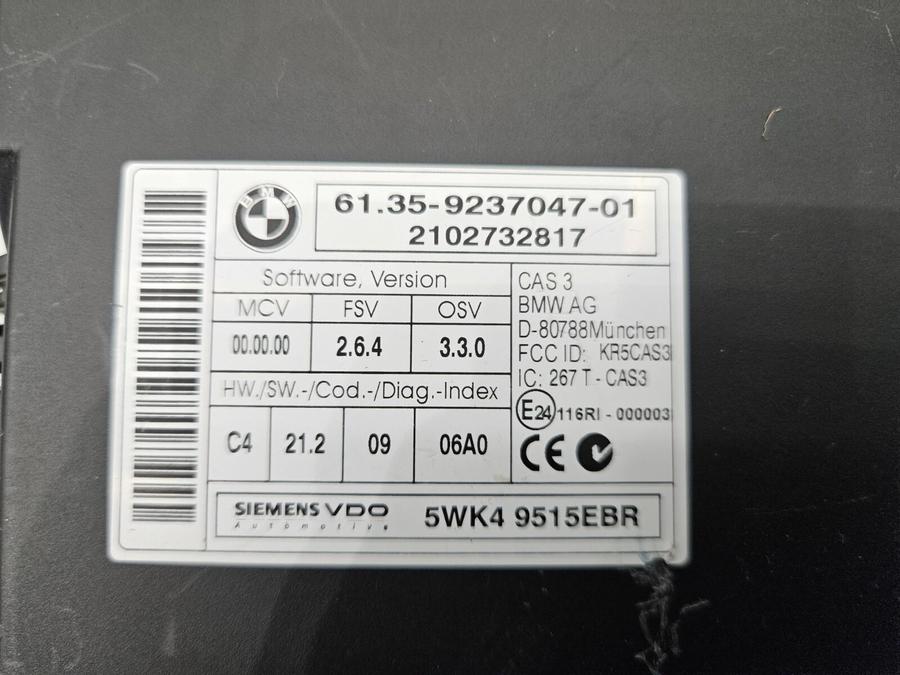 BMW
61.35-9237047-01
2102732817
Software, Version
MCV FSV OSV
00.00.00 2.6.4 3.3.0
HW./SW.-/Cod.-/Diag.-Index
C4 21.2 09 06A0
CAS 3
BMW AG
D-80788München
FCC ID: KR5CAS3
IC: 267 T - CAS3
E24 116RI - 000003
CE
SIEMENS VDO
Automotive
5WK4 9515EBR